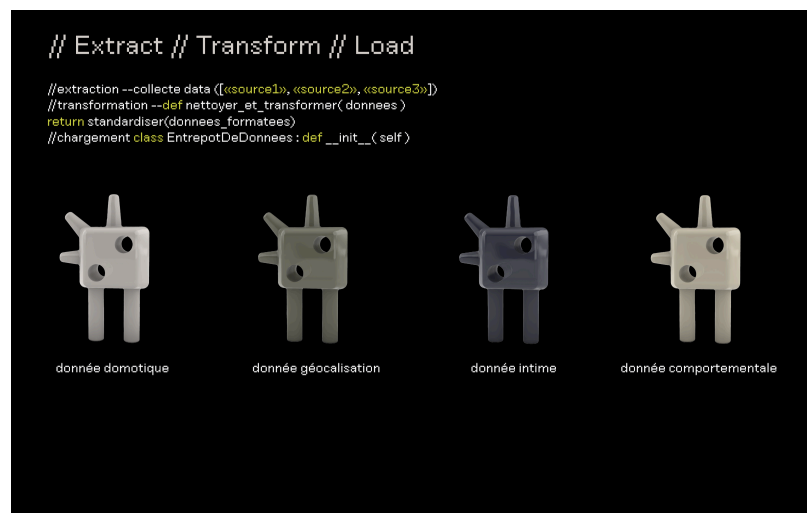 // Extract // Transform // Load
//extraction --collecte data ([«source1», «source2», «source3»])
//transformation --def nettoyer_et_transformer( donnees )
return standardiser(donnees_formatees)
//chargement class EntrepotDeDonnees : def __init__( self )
donnée domotique
donnée géocalisation
donnée intime
donnée comportementale